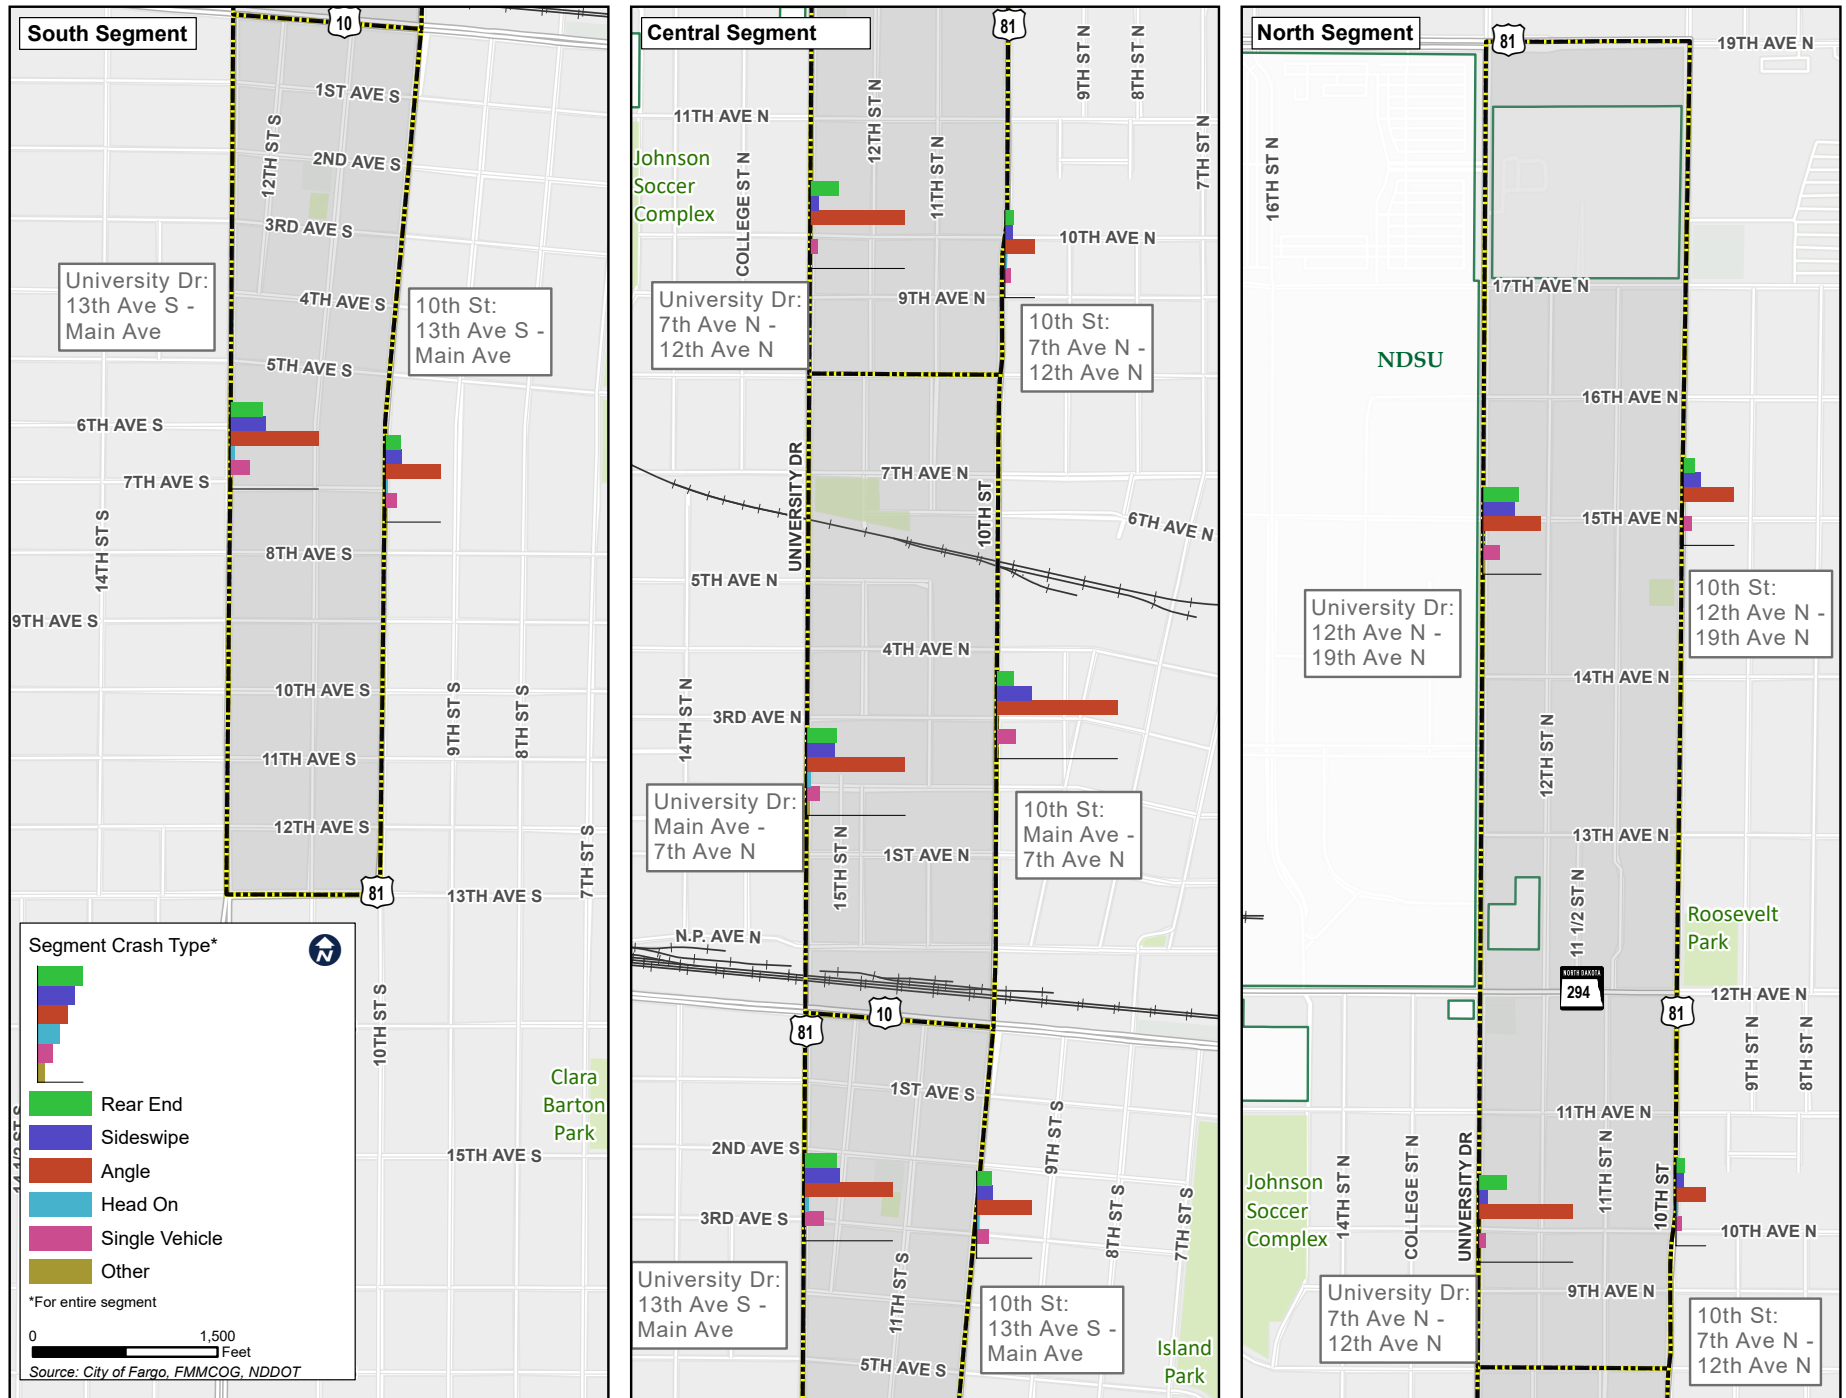 South Segment
10
1ST AVE S
12TH ST S
2ND AVE S
3RD AVE S
University Dr:
13th Ave S -
Main Ave
4TH AVE S
10th St:
13th Ave S -
Main Ave
5TH AVE S
6TH AVE S
7TH AVE S
14TH ST S
8TH AVE S
9TH AVE S
10TH AVE S
9TH ST S
8TH ST S
11TH AVE S
12TH AVE S
7TH ST S
81
13TH AVE S
10TH ST S
Clara
Barton
Park
15TH AVE S
14 1/2 ST S
Segment Crash Type*
N
Rear End
Sideswipe
Angle
Head On
Single Vehicle
Other
*For entire segment
0 1,500
Feet
Source: City of Fargo, FMMCOG, NDDOT
Central Segment
81
9TH ST N
8TH ST N
11TH AVE N
12TH ST N
7TH ST N
Johnson
Soccer
Complex
COLLEGE ST N
11TH ST N
10TH AVE N
University Dr:
7th Ave N -
12th Ave N
9TH AVE N
10th St:
7th Ave N -
12th Ave N
UNIVERSITY DR
7TH AVE N
10TH ST
6TH AVE N
5TH AVE N
4TH AVE N
14TH ST N
3RD AVE N
University Dr:
Main Ave -
7th Ave N
10th St:
Main Ave -
7th Ave N
15TH ST N
1ST AVE N
N.P. AVE N
81
10
1ST AVE S
2ND AVE S
9TH ST S
3RD AVE S
8TH ST S
7TH ST S
University Dr:
13th Ave S -
Main Ave
11TH ST S
10th St:
13th Ave S -
Main Ave
5TH AVE S
Island
Park
North Segment
81
19TH AVE N
16TH ST N
17TH AVE N
NDSU
16TH AVE N
15TH AVE N
University Dr:
12th Ave N -
19th Ave N
10th St:
12th Ave N -
19th Ave N
14TH AVE N
12TH ST N
13TH AVE N
11 1/2 ST N
Roosevelt
Park
NORTH DAKOTA
294
12TH AVE N
81
9TH ST N
8TH ST N
11TH AVE N
Johnson
Soccer
Complex
14TH ST N
COLLEGE ST N
UNIVERSITY DR
11TH ST N
10TH ST
10TH AVE N
University Dr:
7th Ave N -
12th Ave N
9TH AVE N
10th St:
7th Ave N -
12th Ave N